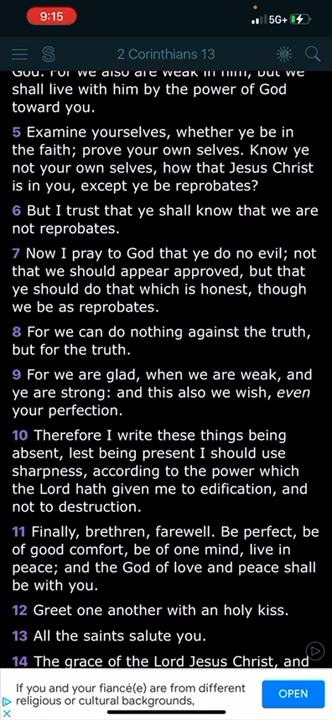 9:15
5G+
2 Corinthians 13
God. For we also are weak in him, but we
shall live with him by the power of God
toward you.
5 Examine yourselves, whether ye be in
the faith; prove your own selves. Know ye
not your own selves, how that Jesus Christ
is in you, except ye be reprobates?
6 But I trust that ye shall know that we are
not reprobates.
7 Now I pray to God that ye do no evil; not
that we should appear approved, but that
ye should do that which is honest, though
we be as reprobates.
8 For we can do nothing against the truth,
but for the truth.
9 For we are glad, when we are weak, and
ye are strong: and this also we wish, even
your perfection.
10 Therefore I write these things being
absent, lest being present I should use
sharpness, according to the power which
the Lord hath given me to edification, and
not to destruction.
11 Finally, brethren, farewell. Be perfect, be
of good comfort, be of one mind, live in
peace; and the God of love and peace shall
be with you.
12 Greet one another with an holy kiss.
13 All the saints salute you.
14 The grace of the Lord Jesus Christ, and
If you and your fiancé(e) are from different
religious or cultural backgrounds,
OPEN